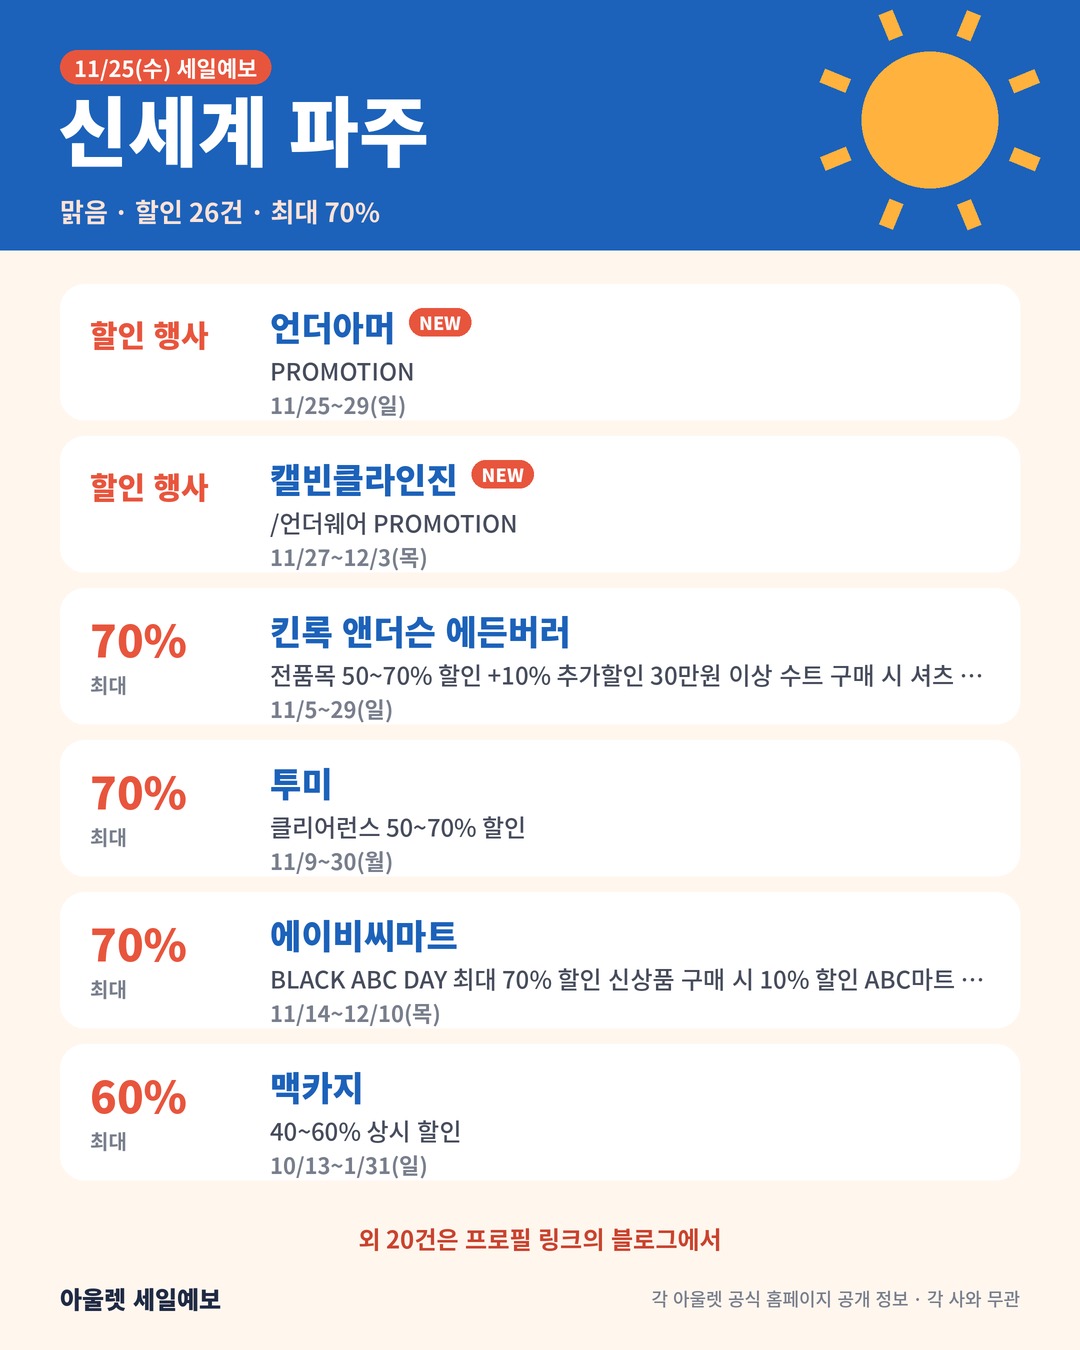 11/25(수) 세일예보
신세계 파주
맑음 · 할인 26건 · 최대 70%
할인 행사
언더아머 NEW
PROMOTION
11/25~29(일)
할인 행사
캘빈클라인진 NEW
/언더웨어 PROMOTION
11/27~12/3(목)
70%
최대
킨록 앤더슨 에든버러
전품목 50~70% 할인 +10% 추가할인 30만원 이상 수트 구매 시 셔츠 ⋯
11/5~29(일)
70%
최대
투미
클리어런스 50~70% 할인
11/9~30(월)
70%
최대
에이비씨마트
BLACK ABC DAY 최대 70% 할인 신상품 구매 시 10% 할인 ABC마트 ⋯
11/14~12/10(목)
60%
최대
맥카지
40~60% 상시 할인
10/13~1/31(일)
외 20건은 프로필 링크의 블로그에서
아울렛 세일예보
각 아울렛 공식 홈페이지 공개 정보 · 각 사와 무관